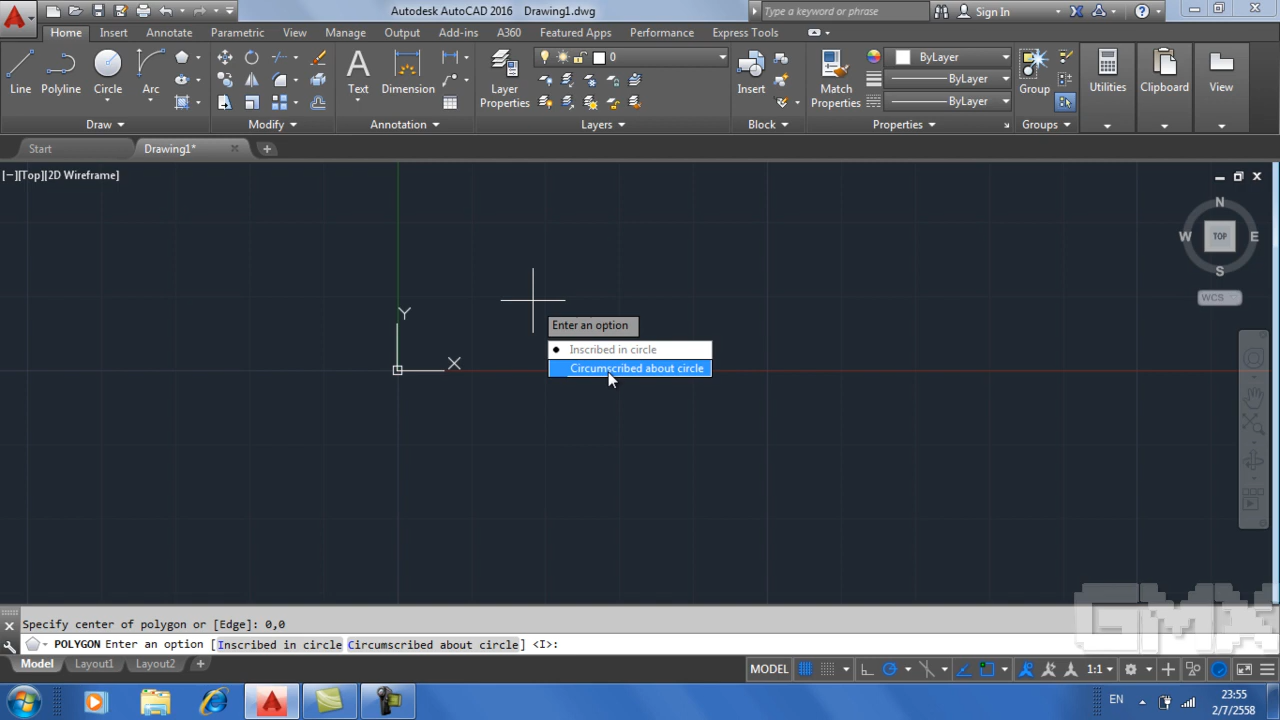 Autodesk AutoCAD 2016 Drawing1.dwg
Type a keyword or phrase
Sign In
Home Insert Annotate Parametric View Manage Output Add-ins A360 Featured Apps Performance Express Tools
Line Polyline Circle Arc
Text Dimension
Layer Properties
0
Insert
Match Properties
ByLayer
ByLayer
ByLayer
Group
Utilities
Clipboard
View
Draw Modify Annotation Layers Block Properties Groups
Start Drawing1*
[−][Top][2D Wireframe]
N
W TOP E
S
WCS
Y
X
Enter an option
Inscribed in circle
Circumscribed about circle
GMX
Specify center of polygon or [Edge]: 0,0
POLYGON Enter an option [Inscribed in circle Circumscribed about circle] <I>:
Model Layout1 Layout2
MODEL 1:1
EN
23:55
2/7/2558